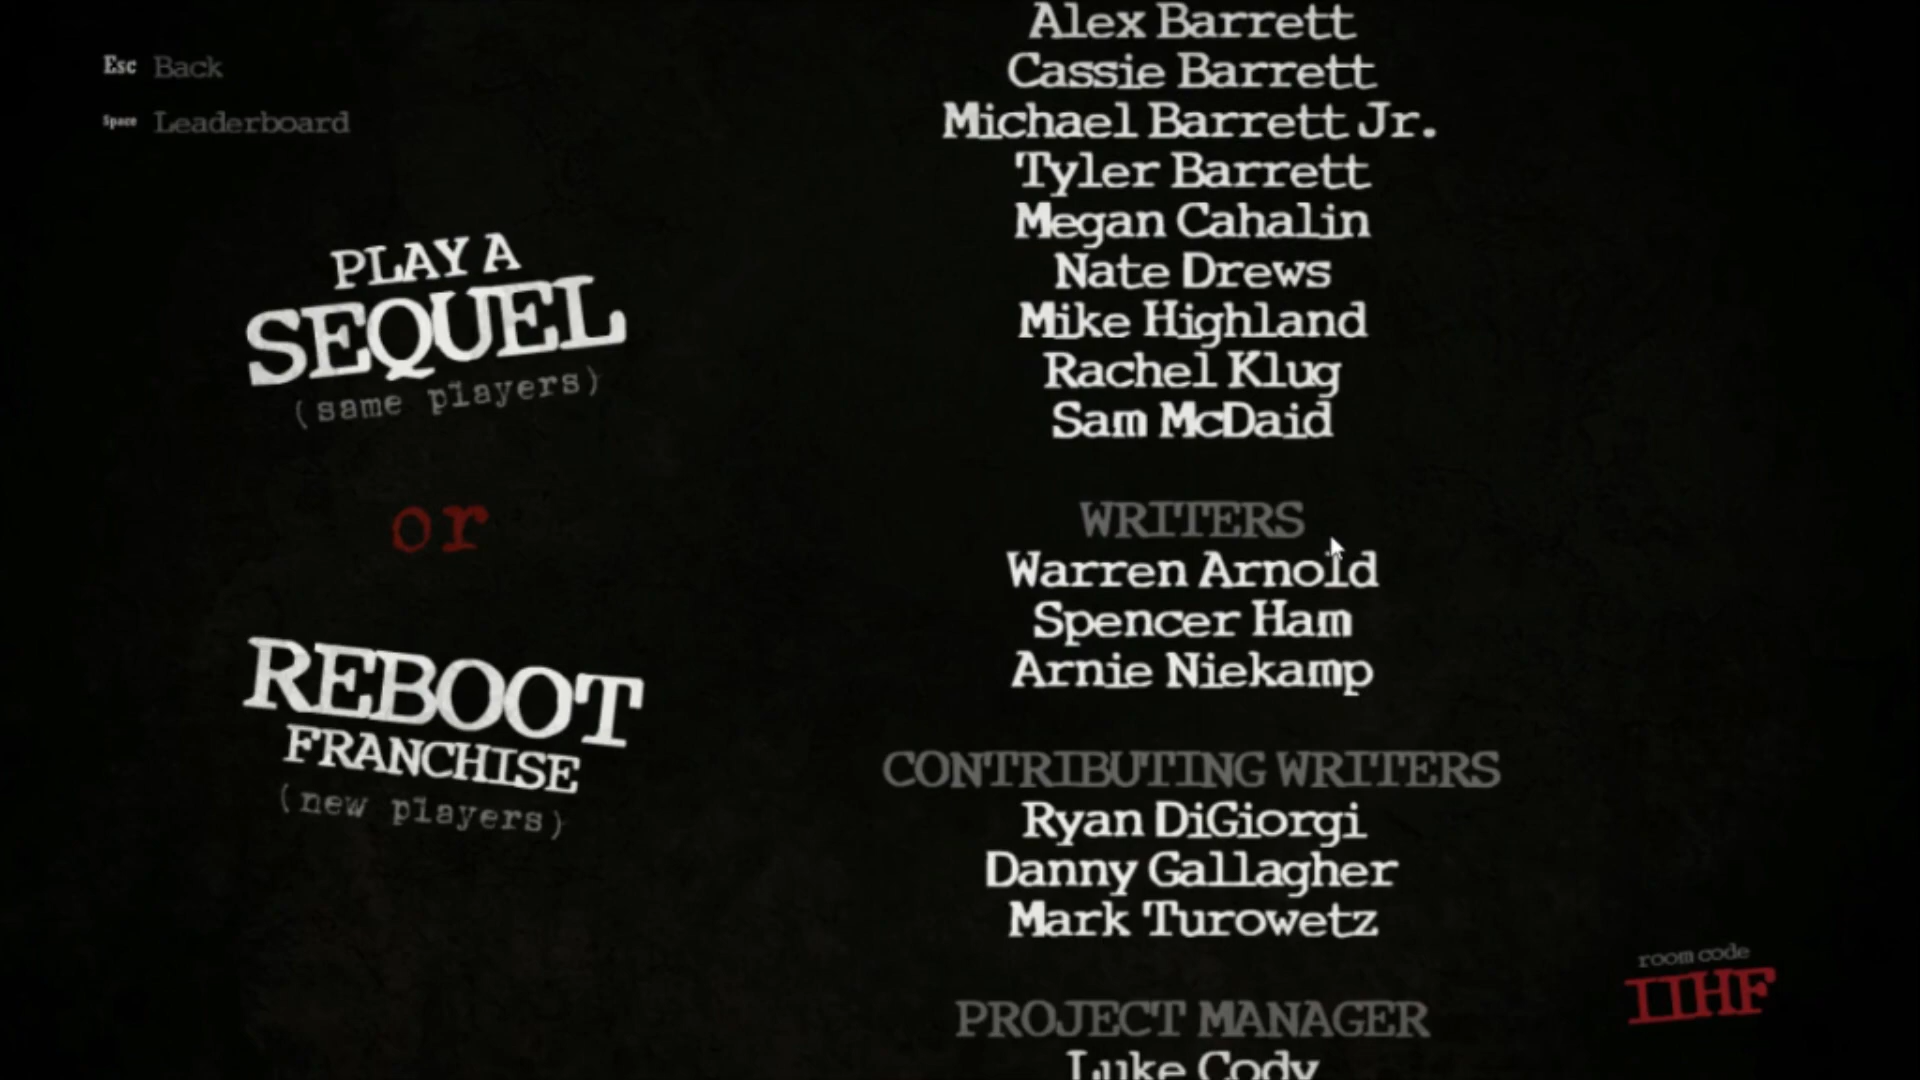 Esc Back
Space Leaderboard
PLAY A
SEQUEL
(same players)
or
REBOOT
FRANCHISE
(new players)
Alex Barrett
Cassie Barrett
Michael Barrett Jr.
Tyler Barrett
Megan Cahalin
Nate Drews
Mike Highland
Rachel Klug
Sam McDaid
WRITERS
Warren Arnold
Spencer Ham
Arnie Niekamp
CONTRIBUTING WRITERS
Ryan DiGiorgi
Danny Gallagher
Mark Turowetz
PROJECT MANAGER
Luke Cody
room code
IIHF